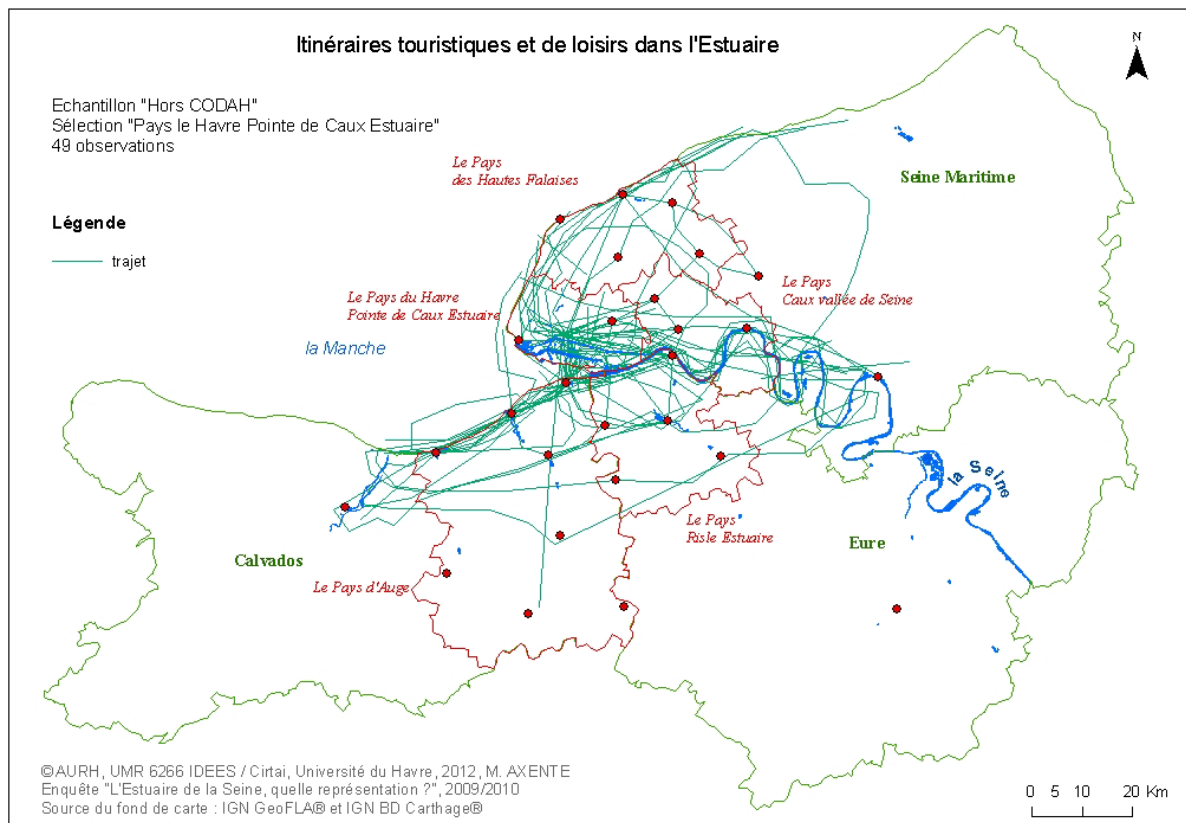 Itinéraires touristiques et de loisirs dans l'Estuaire
N
Echantillon "Hors CODAH"
Sélection "Pays le Havre Pointe de Caux Estuaire"
49 observations
Légende
trajet
Le Pays
des Hautes Falaises
Seine Maritime
Le Pays du Havre
Pointe de Caux Estuaire
Le Pays
Caux vallée de Seine
la Manche
la Seine
Le Pays
Risle Estuaire
Calvados
Eure
Le Pays d'Auge
©AURH, UMR 6266 IDEES / Cirtai, Université du Havre, 2012, M. AXENTE
Enquête "L'Estuaire de la Seine, quelle représentation ?", 2009/2010
Source du fond de carte : IGN GeoFLA® et IGN BD Carthage®
0 5 10 20 Km